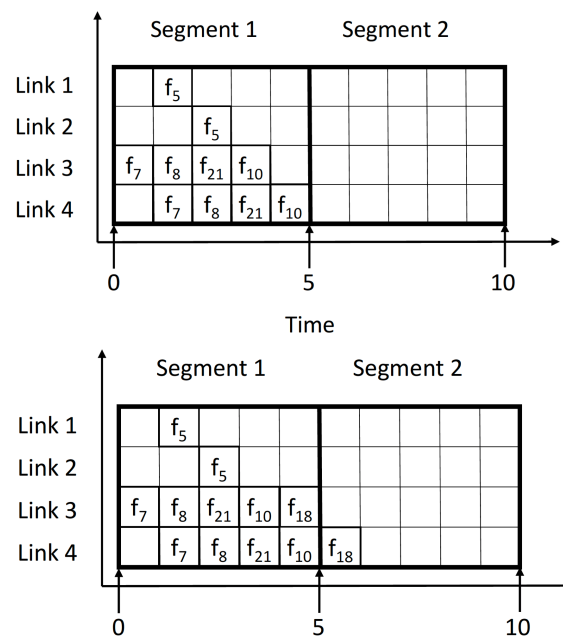 Segment 1 Segment 2
Link 1 f5
Link 2 f5
Link 3 f7 f8 f21 f10
Link 4 f7 f8 f21 f10
0 5 10
Time
Segment 1 Segment 2
Link 1 f5
Link 2 f5
Link 3 f7 f8 f21 f10 f18
Link 4 f7 f8 f21 f10 f18
0 5 10